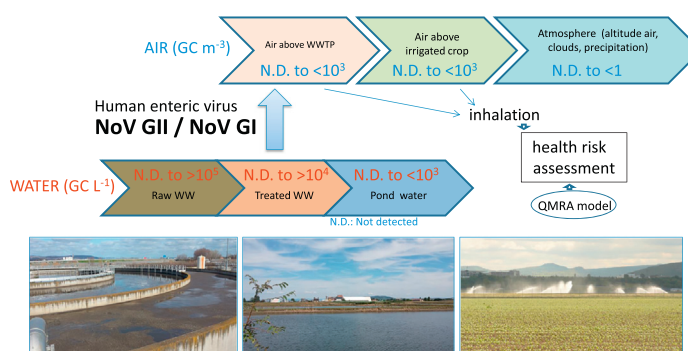 AIR (GC m-3)
Air above WWTP
N.D. to <10³
Air above
irrigated crop
N.D. to <10³
Atmosphere (altitude air,
clouds, precipitation)
N.D. to <1
Human enteric virus
NoV GII / NoV GI
inhalation
health risk
assessment
QMRA model
WATER (GC L-1)
N.D. to >10⁵
Raw WW
N.D. to >10⁴
Treated WW
N.D. to <10³
Pond water
N.D.: Not detected